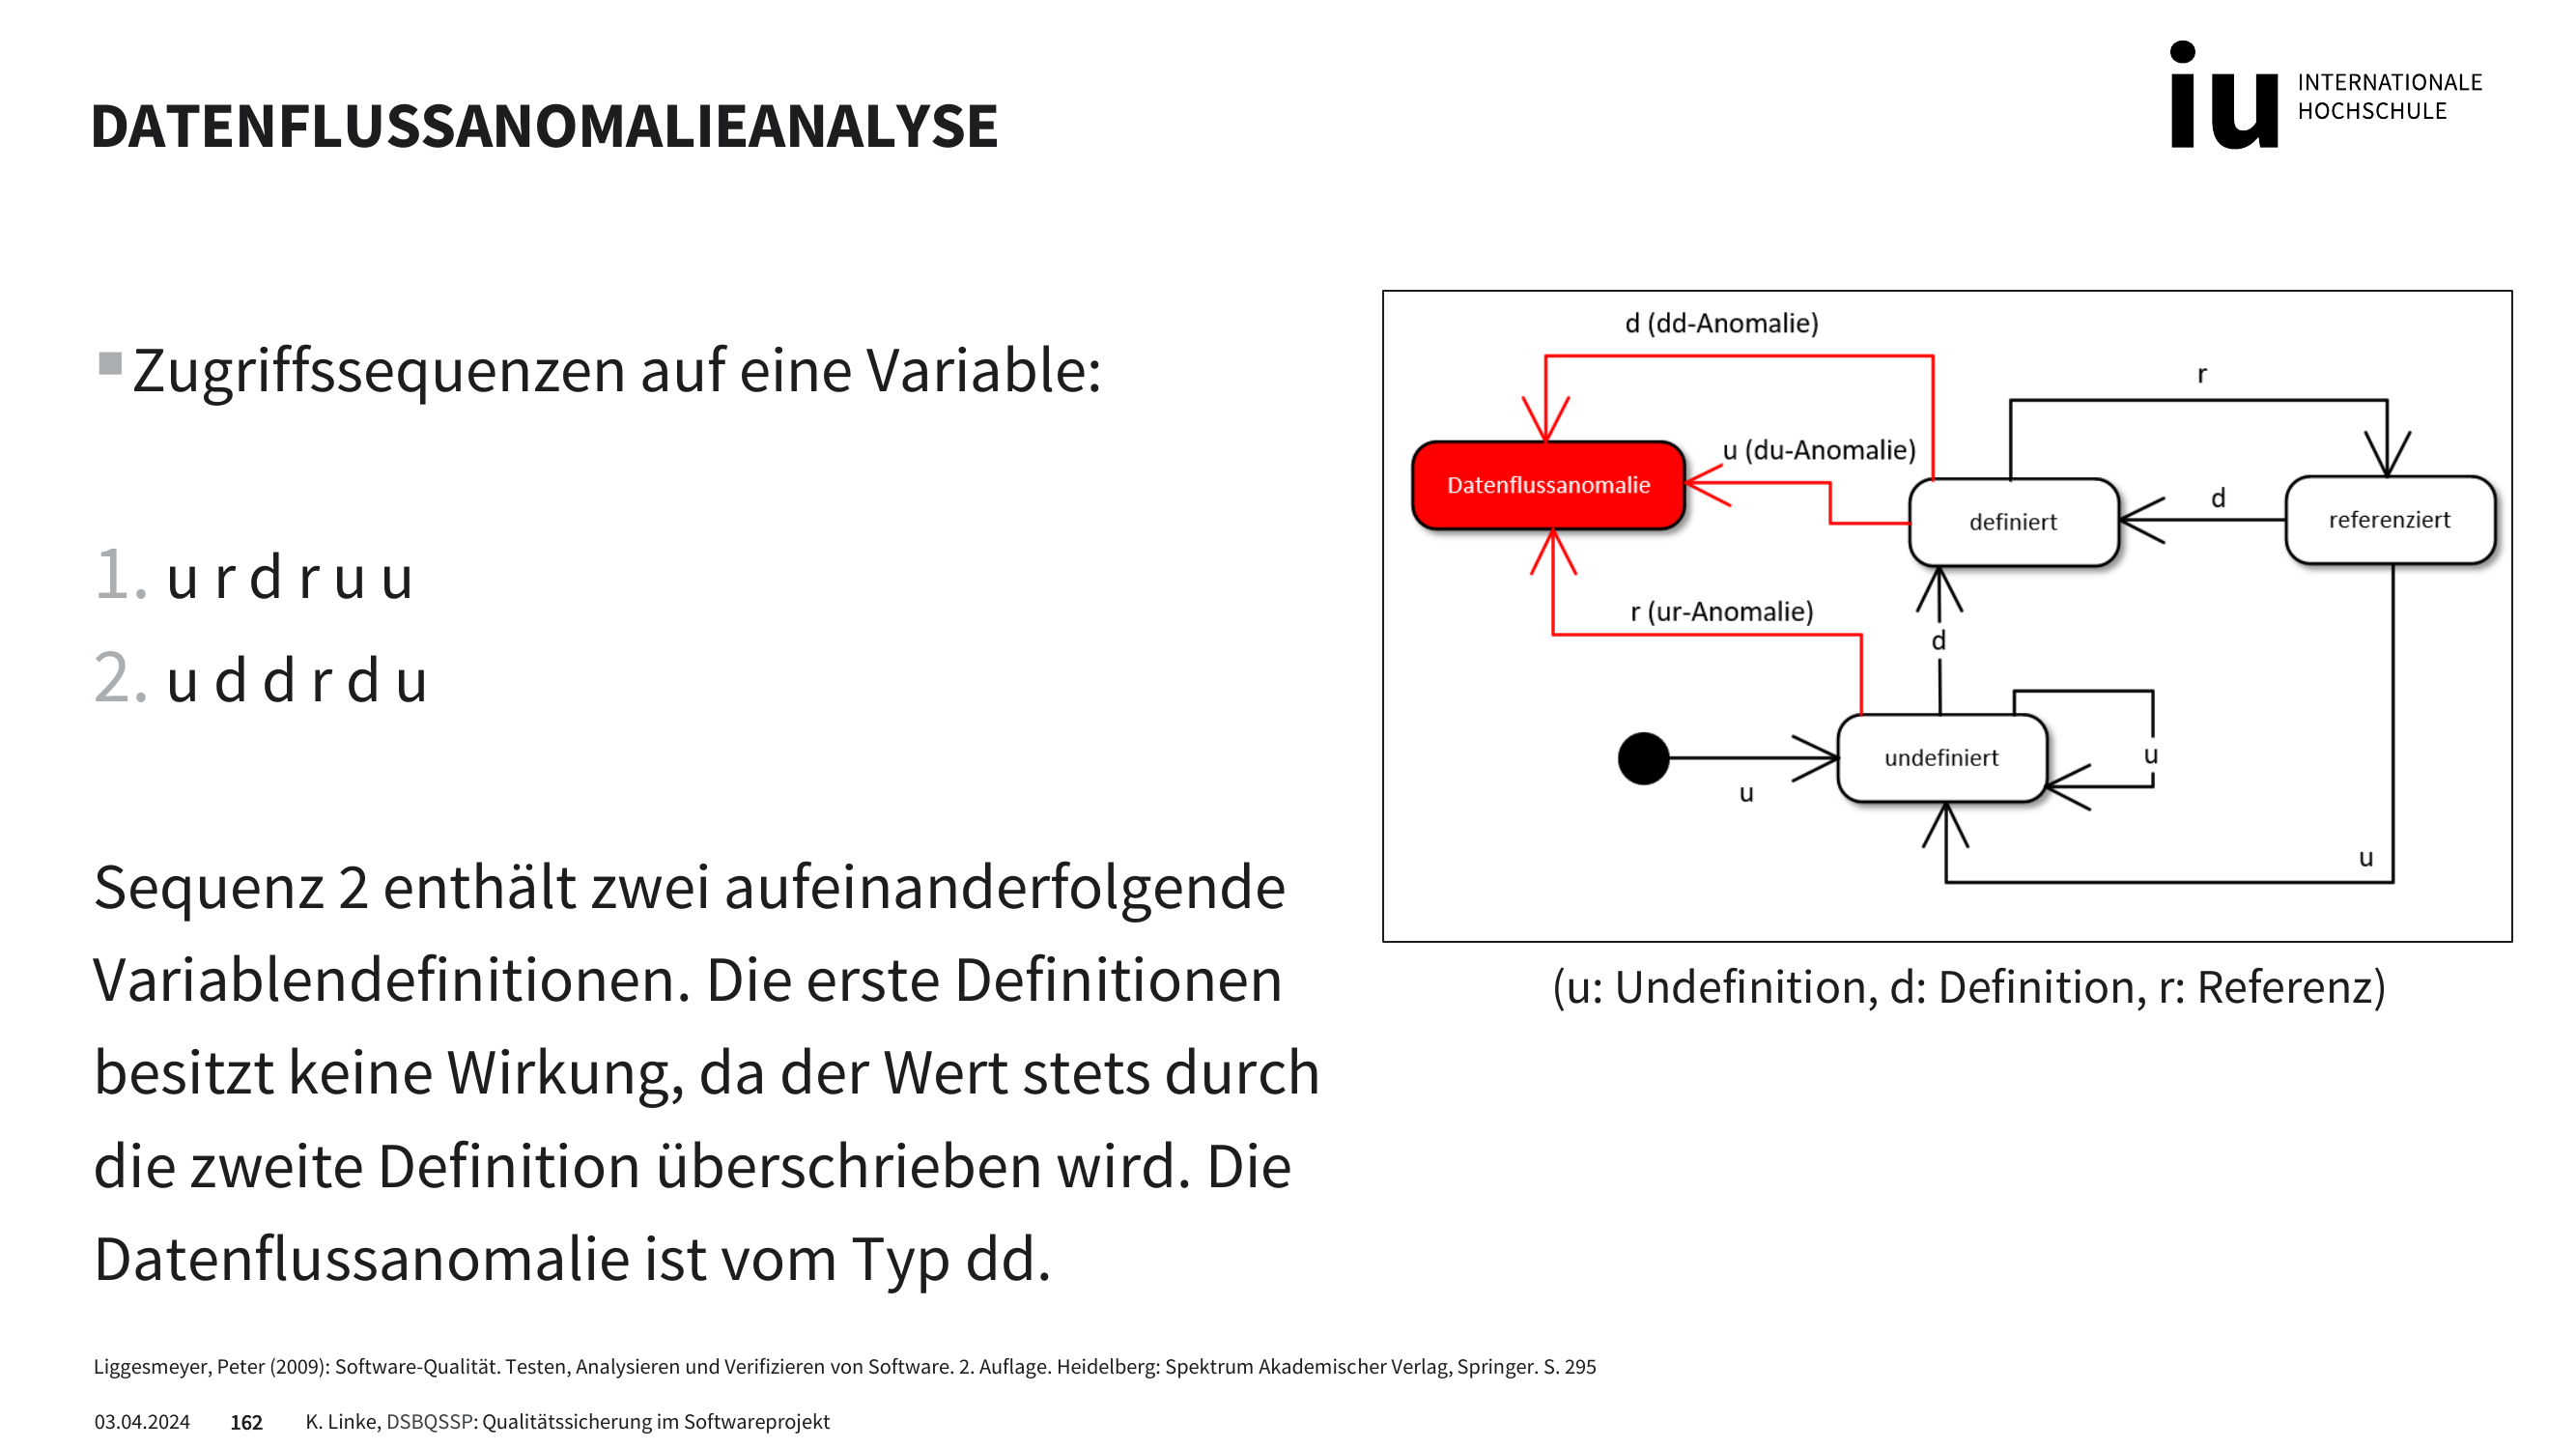 DATENFLUSSANOMALIEANALYSE
iu INTERNATIONALE
HOCHSCHULE
Zugriffssequenzen auf eine Variable:
1. u r d r u u
2. u d d r d u
Sequenz 2 enthält zwei aufeinanderfolgende
Variablendefinitionen. Die erste Definitionen
besitzt keine Wirkung, da der Wert stets durch
die zweite Definition überschrieben wird. Die
Datenflussanomalie ist vom Typ dd.
d (dd-Anomalie)
r
u (du-Anomalie)
Datenflussanomalie
definiert
d
referenziert
r (ur-Anomalie)
d
undefiniert
u
u
u
(u: Undefinition, d: Definition, r: Referenz)
Liggesmeyer, Peter (2009): Software-Qualität. Testen, Analysieren und Verifizieren von Software. 2. Auflage. Heidelberg: Spektrum Akademischer Verlag, Springer. S. 295
03.04.2024 162 K. Linke, DSBQSSP: Qualitätssicherung im Softwareprojekt